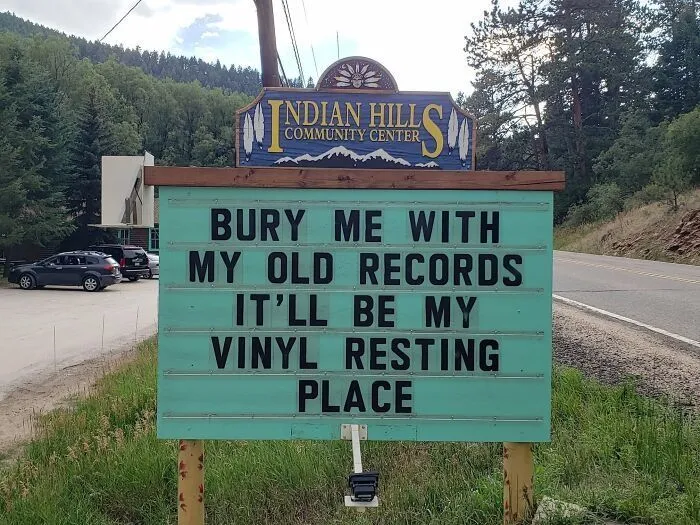 INDIAN HILLS
COMMUNITY CENTER
BURY ME WITH
MY OLD RECORDS
IT'LL BE MY
VINYL RESTING
PLACE